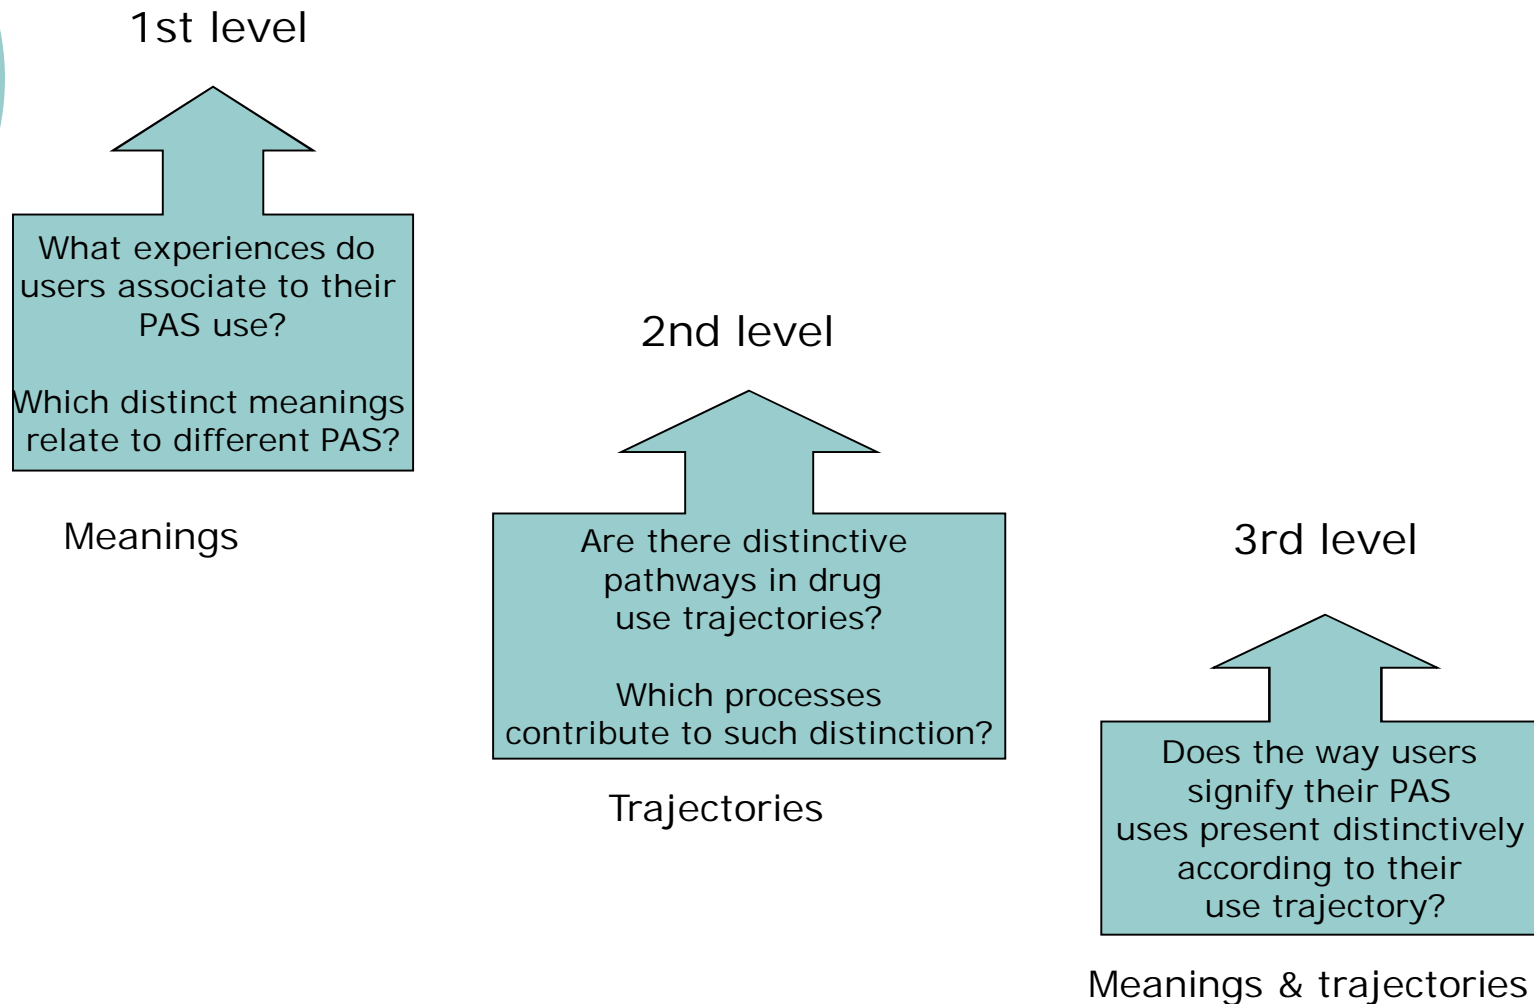 1st level
What experiences do
users associate to their
PAS use?
Which distinct meanings
relate to different PAS?
Meanings
2nd level
Are there distinctive
pathways in drug
use trajectories?
Which processes
contribute to such distinction?
Trajectories
3rd level
Does the way users
signify their PAS
uses present distinctively
according to their
use trajectory?
Meanings & trajectories